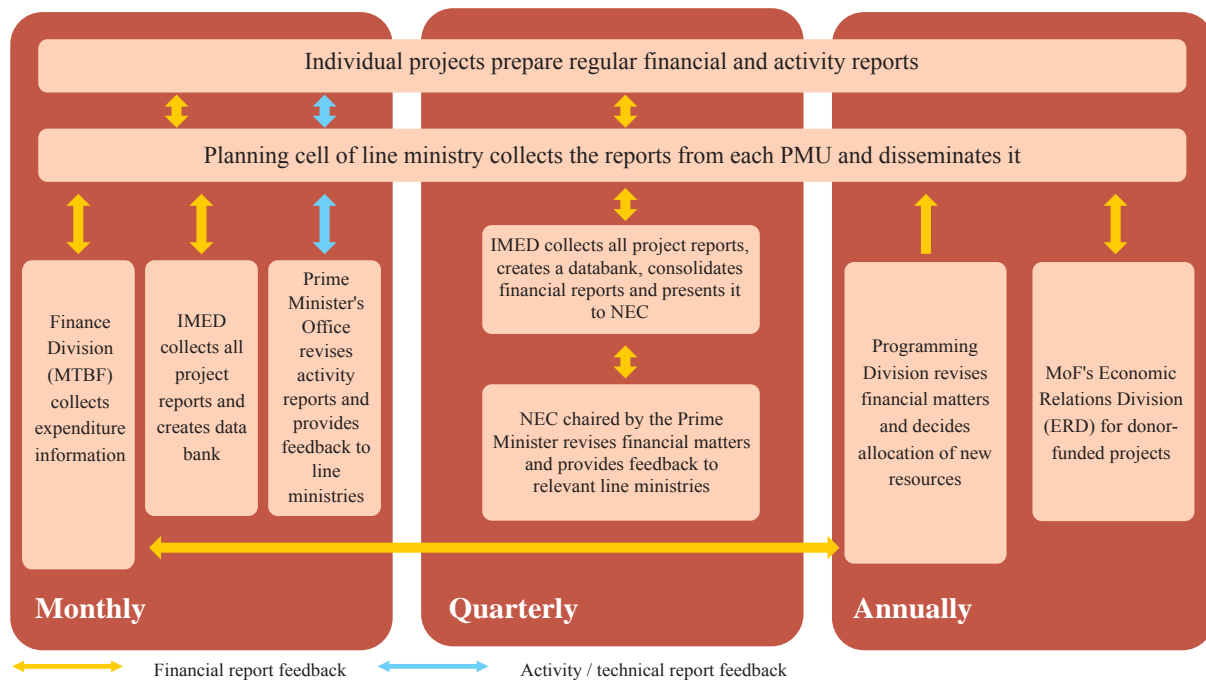 Individual projects prepare regular financial and activity reports
Planning cell of line ministry collects the reports from each PMU and disseminates it
Finance
Division
(MTBF)
collects
expenditure
information
IMED
collects all
project
reports and
creates data
bank
Prime
Minister's
Office
revises
activity
reports and
provides
feedback to
line
ministries
Monthly
IMED collects all project reports,
creates a databank, consolidates
financial reports and presents it
to NEC
NEC chaired by the Prime
Minister revises financial matters
and provides feedback to
relevant line ministries
Quarterly
Programming
Division revises
financial matters
and decides
allocation of new
resources
MoF's Economic
Relations Division
(ERD) for donor-
funded projects
Annually
Financial report feedback
Activity / technical report feedback